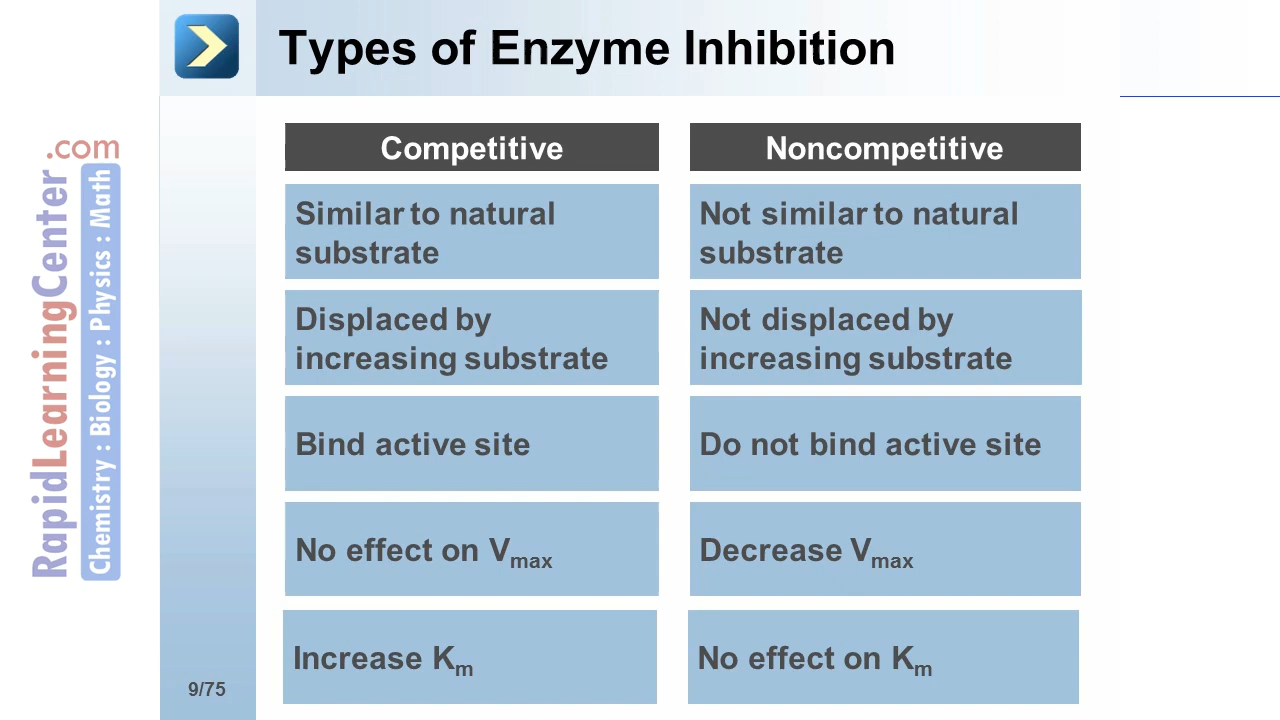 Types of Enzyme Inhibition
RapidLearningCenter.com
Chemistry : Biology : Physics : Math
Competitive
Noncompetitive
Similar to natural
substrate
Not similar to natural
substrate
Displaced by
increasing substrate
Not displaced by
increasing substrate
Bind active site
Do not bind active site
No effect on Vmax
Decrease Vmax
Increase Km
No effect on Km
9/75